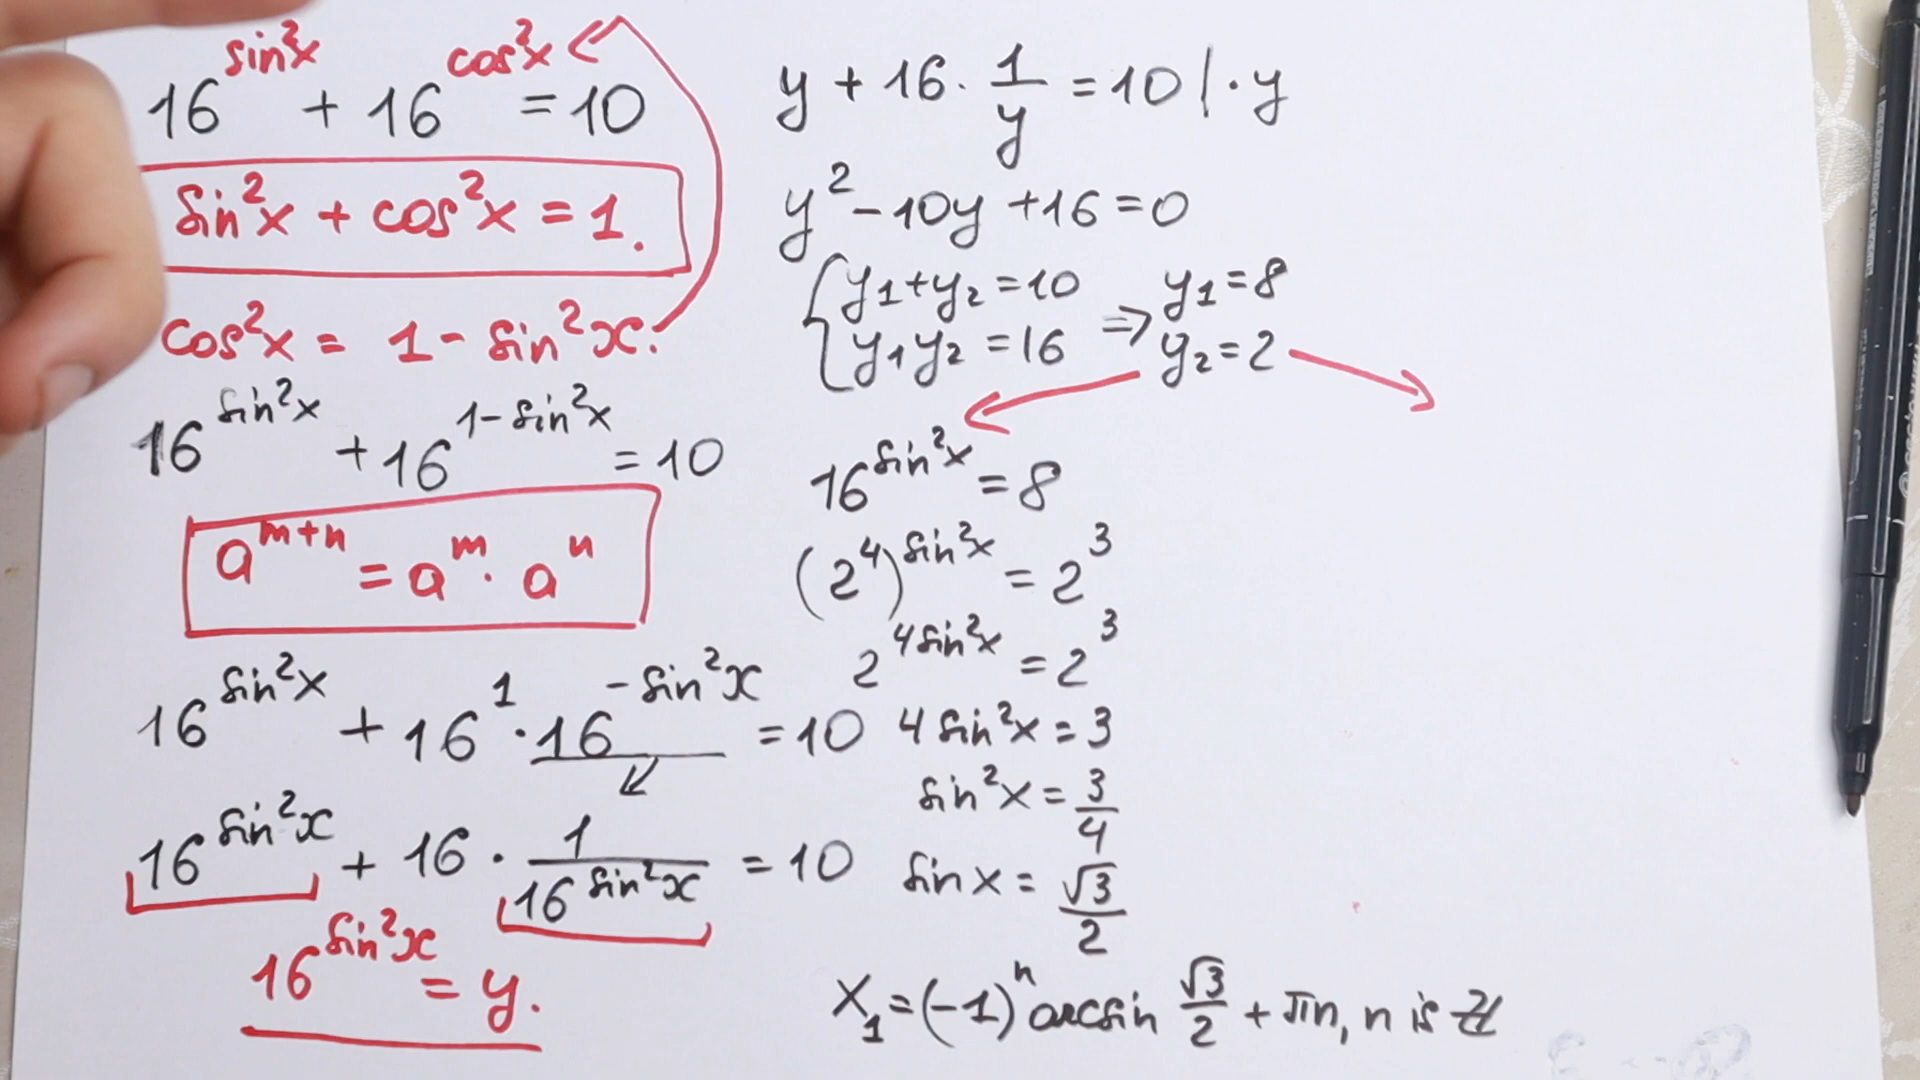 16^(sin²x) + 16^(cos²x) = 10
sin²x + cos²x = 1.
cos²x = 1 - sin²x.
16^(sin²x) + 16^(1 - sin²x) = 10
a^(m+n) = a^m · a^n
16^(sin²x) + 16^1 · 16^(-sin²x) = 10
16^(sin²x) + 16 · 1/16^(sin²x) = 10
16^(sin²x) = y.
y + 16 · 1/y = 10 | · y
y² - 10y + 16 = 0
{ y₁ + y₂ = 10 ⇒ y₁ = 8
y₁y₂ = 16 y₂ = 2
16^(sin²x) = 8
(2⁴)^(sin²x) = 2³
2^(4sin²x) = 2³
4 sin²x = 3
sin²x = 3/4
sin x = √3/2
x₁ = (-1)^n arcsin √3/2 + πn, n is ℤ